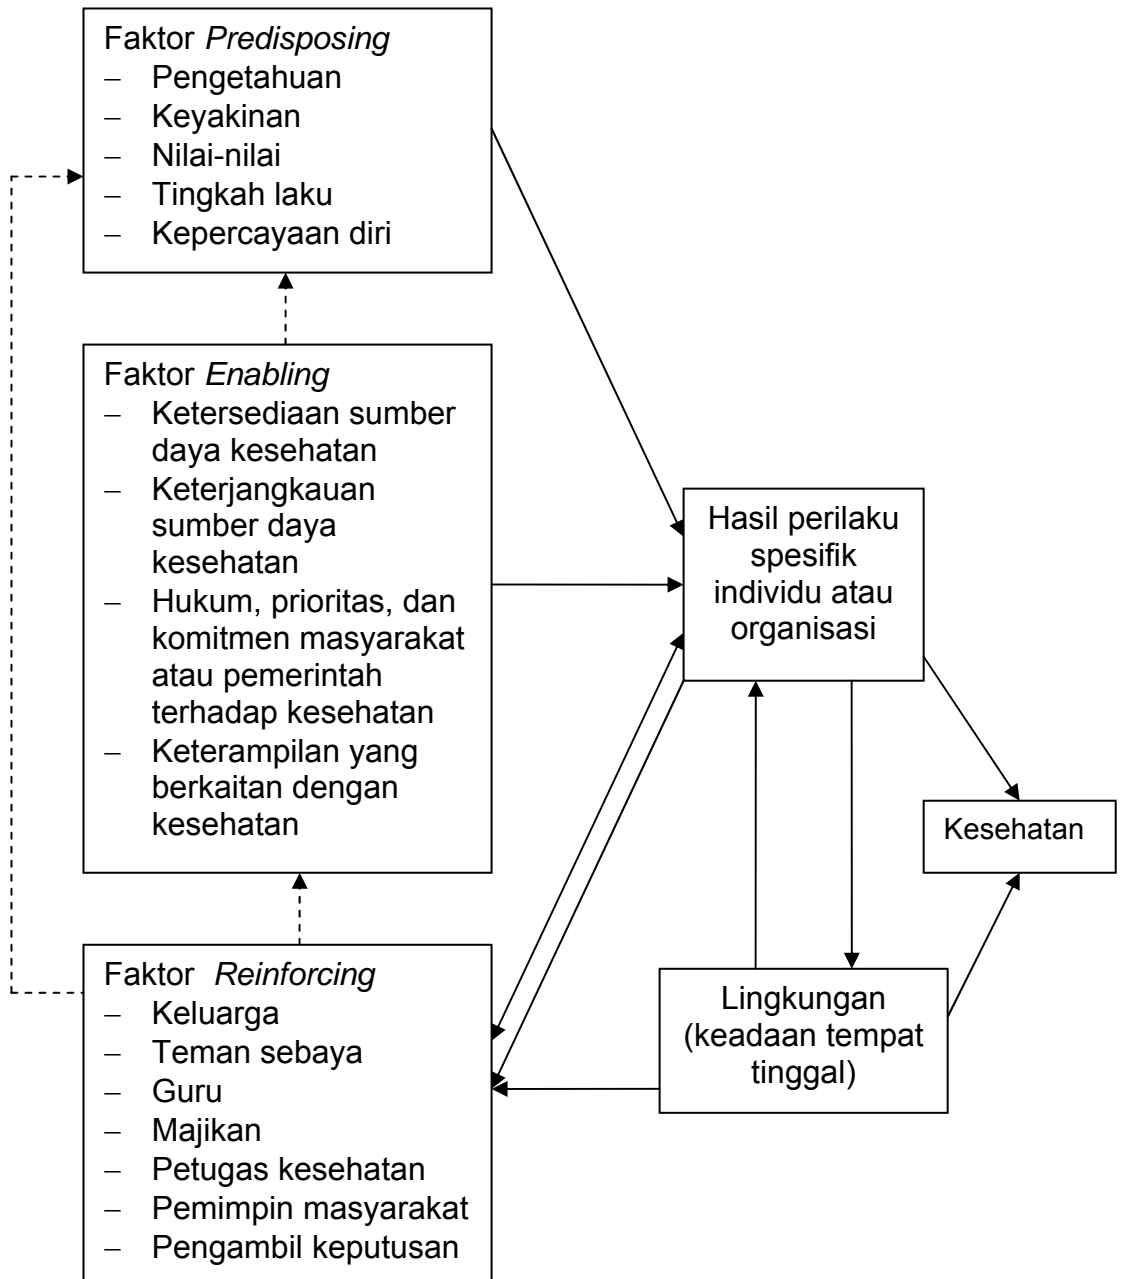 Faktor Predisposing
– Pengetahuan
– Keyakinan
– Nilai-nilai
– Tingkah laku
– Kepercayaan diri
Faktor Enabling
– Ketersediaan sumber
daya kesehatan
– Keterjangkauan
sumber daya
kesehatan
– Hukum, prioritas, dan
komitmen masyarakat
atau pemerintah
terhadap kesehatan
– Keterampilan yang
berkaitan dengan
kesehatan
Faktor Reinforcing
– Keluarga
– Teman sebaya
– Guru
– Majikan
– Petugas kesehatan
– Pemimpin masyarakat
– Pengambil keputusan
Hasil perilaku
spesifik
individu atau
organisasi
Lingkungan
(keadaan tempat
tinggal)
Kesehatan